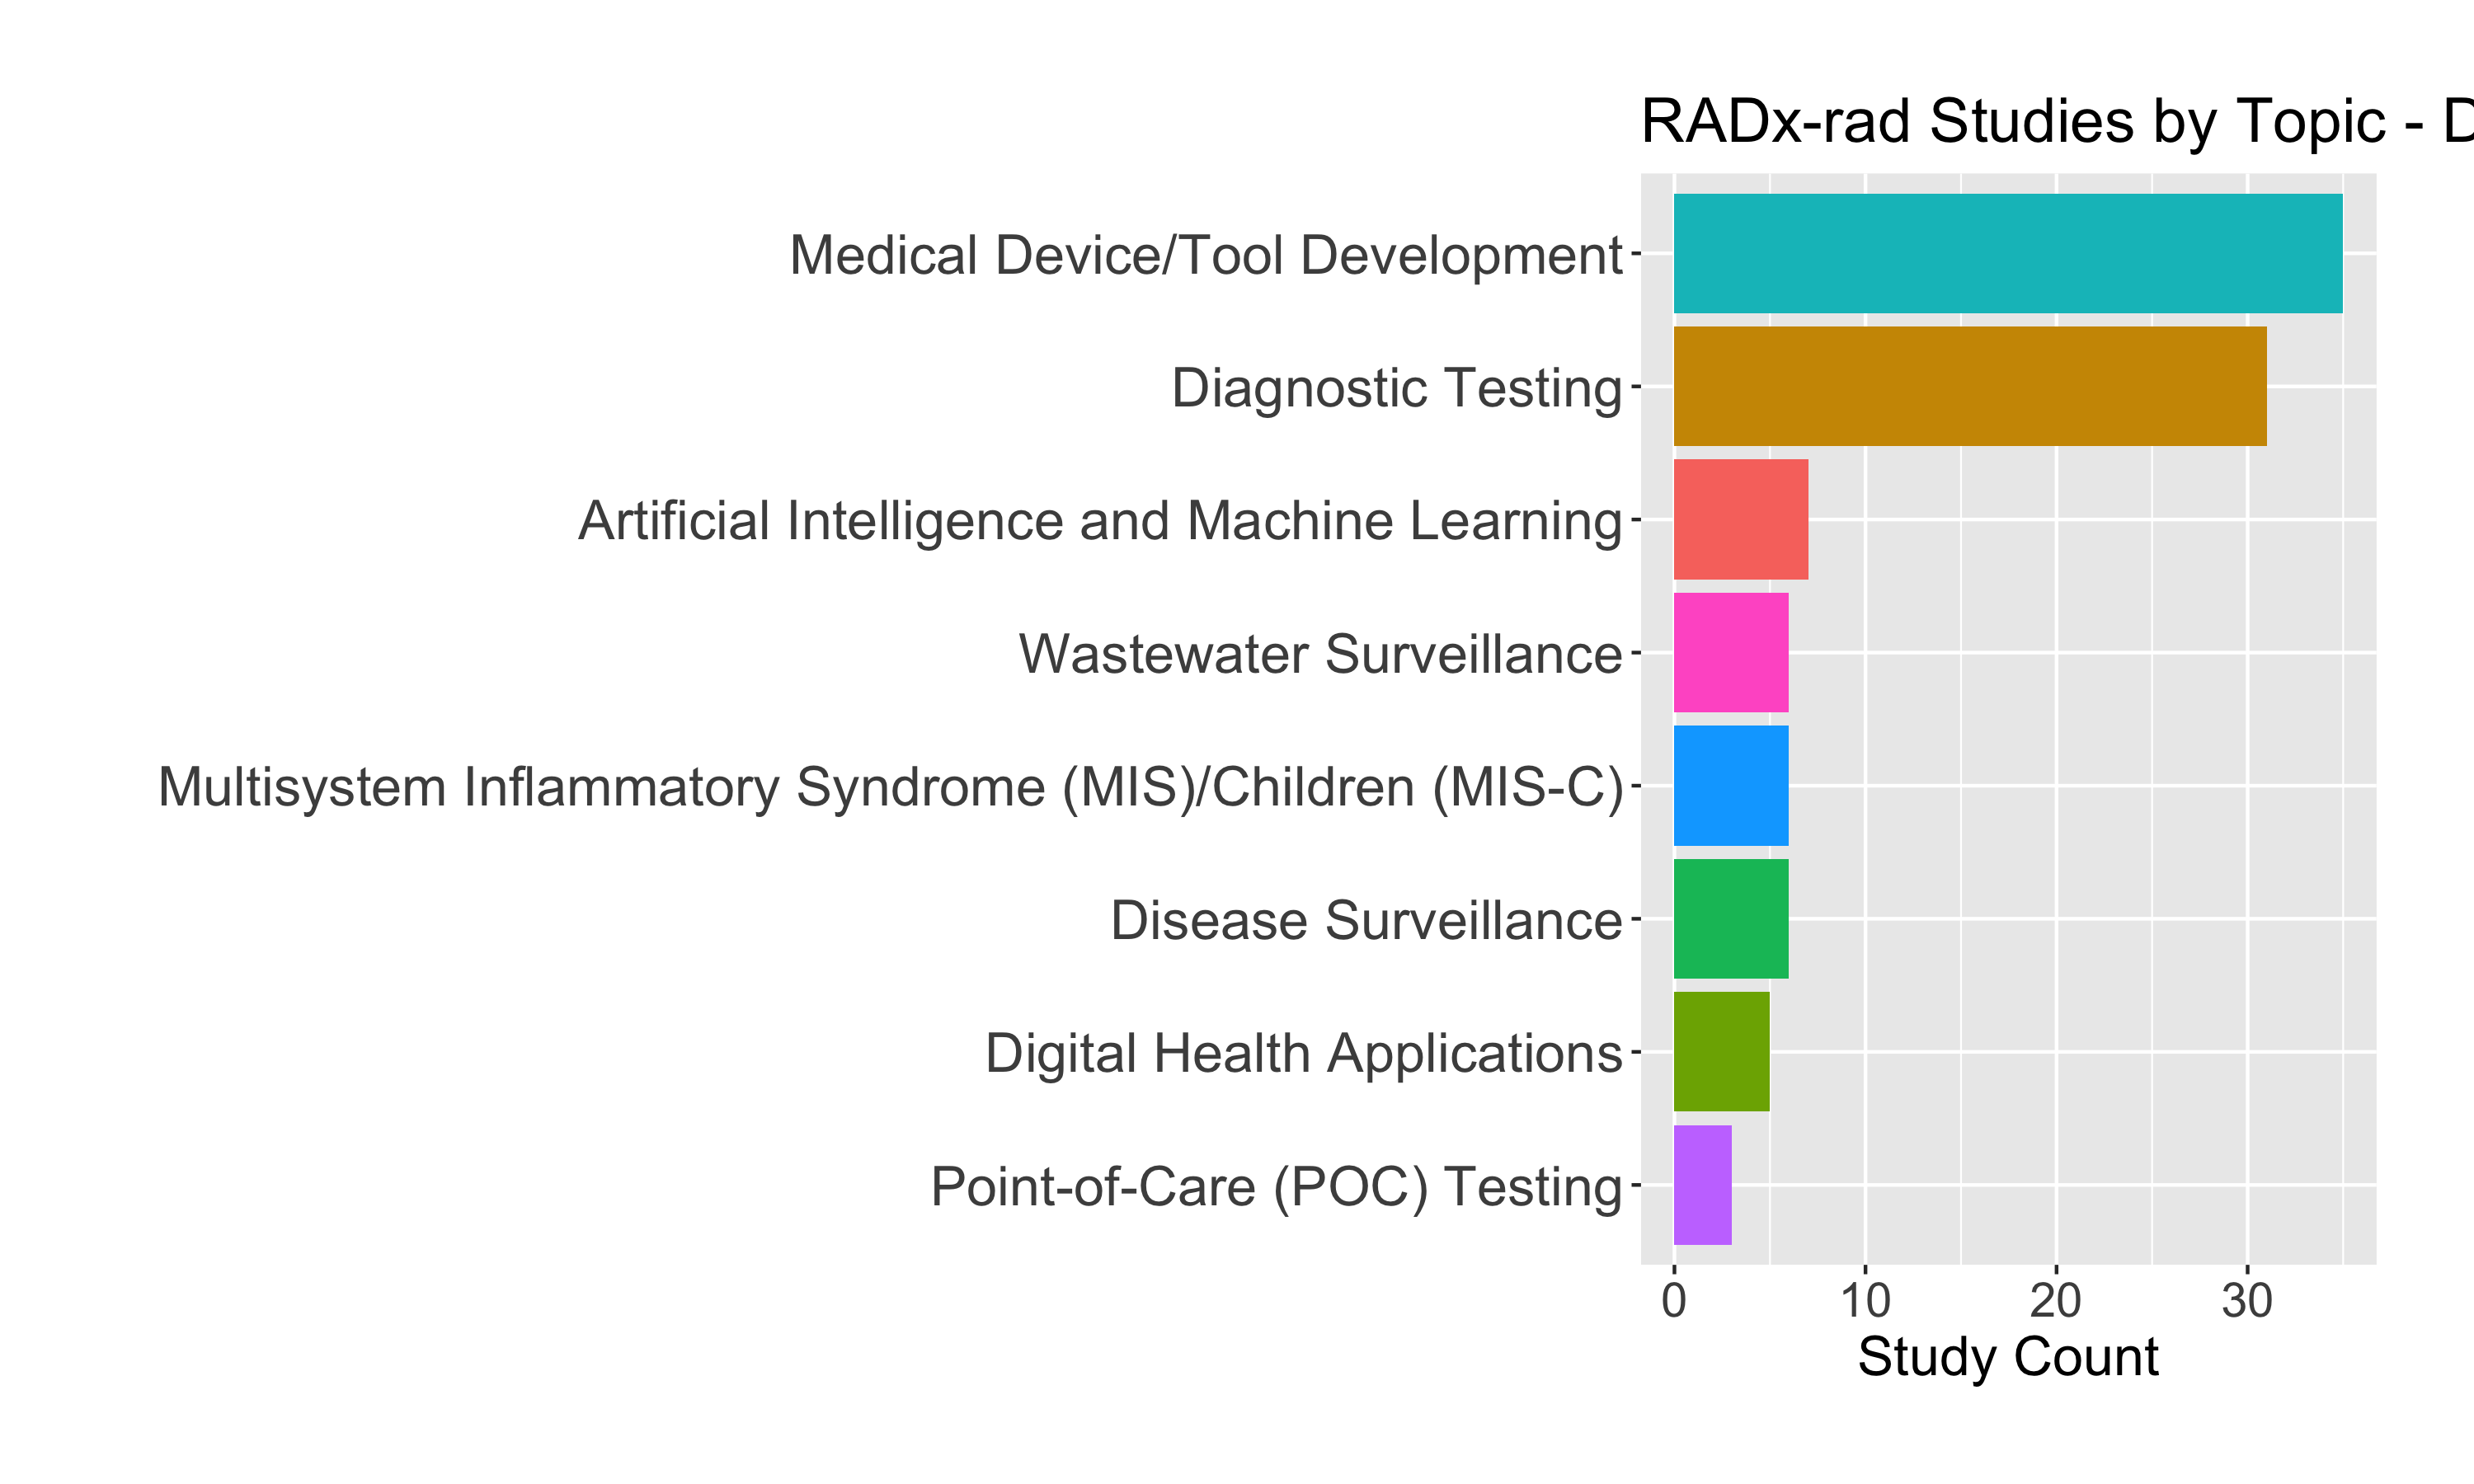 RADx-rad Studies by Topic - D
Medical Device/Tool Development
Diagnostic Testing
Artificial Intelligence and Machine Learning
Wastewater Surveillance
Multisystem Inflammatory Syndrome (MIS)/Children (MIS-C)
Disease Surveillance
Digital Health Applications
Point-of-Care (POC) Testing
0 10 20 30
Study Count